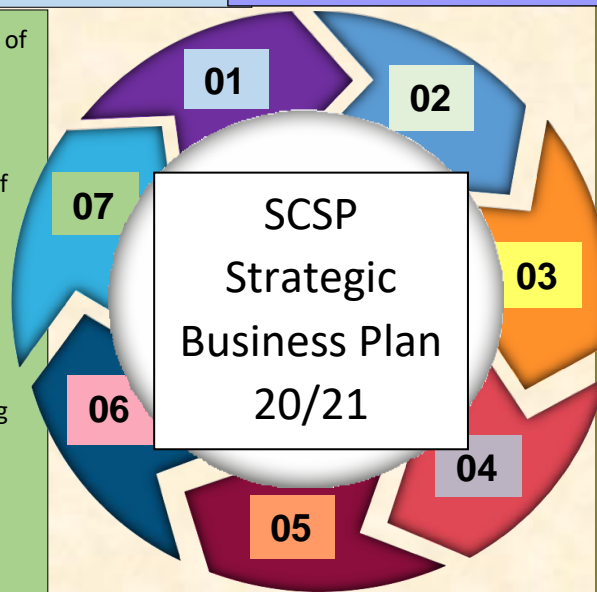 of
f
g
01
02
07
03
06
04
05
SCSP
Strategic
Business Plan
20/21